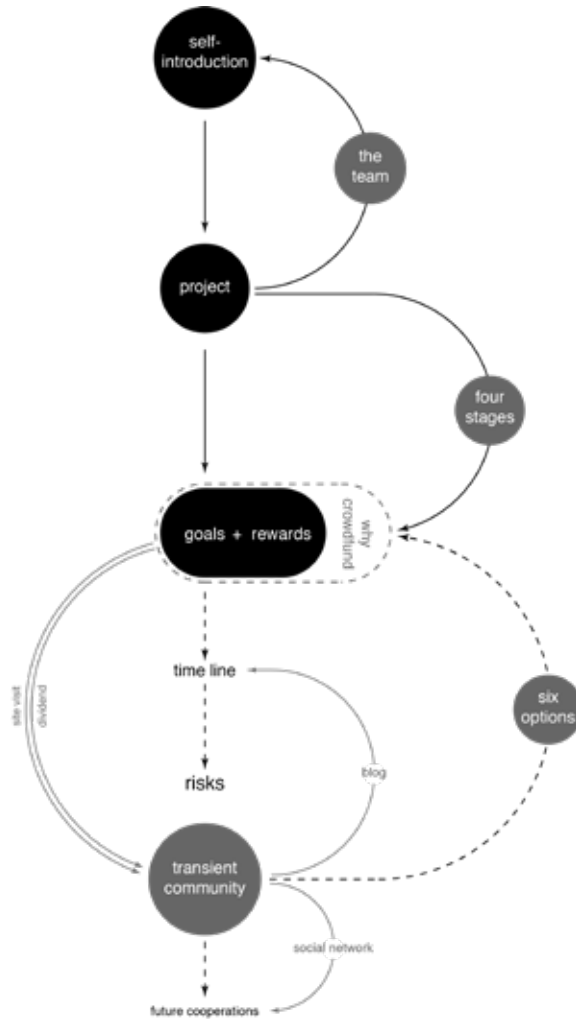 self-
introduction
the
team
project
four
stages
goals + rewards
why
crowdfund
time line
site visit
dividend
six
options
blog
risks
transient
community
social network
future cooperations